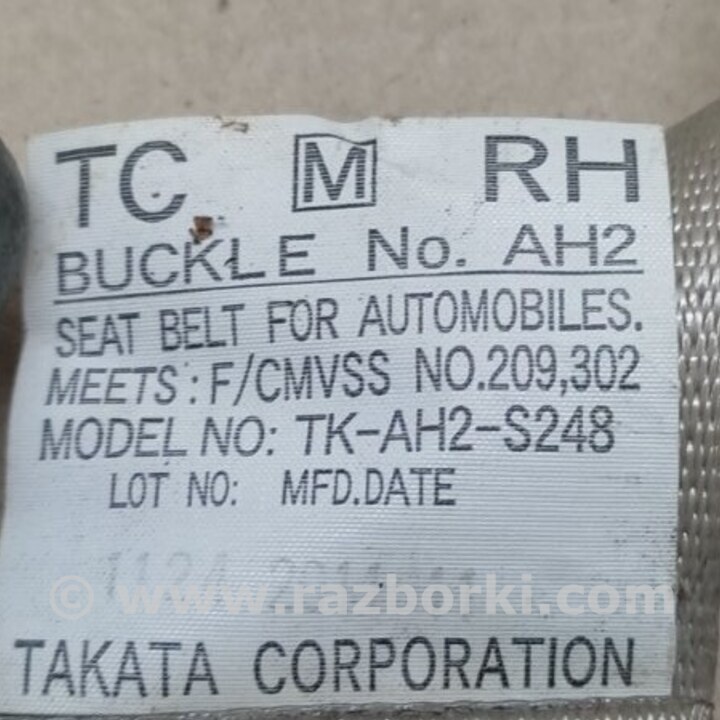 TC M RH
BUCKLE No. AH2
SEAT BELT FOR AUTOMOBILES.
MEETS: F/CMVSS NO.209,302
MODEL NO: TK-AH2-S248
LOT NO: MFD.DATE
1124
© www.razborki.com
TAKATA CORPORATION